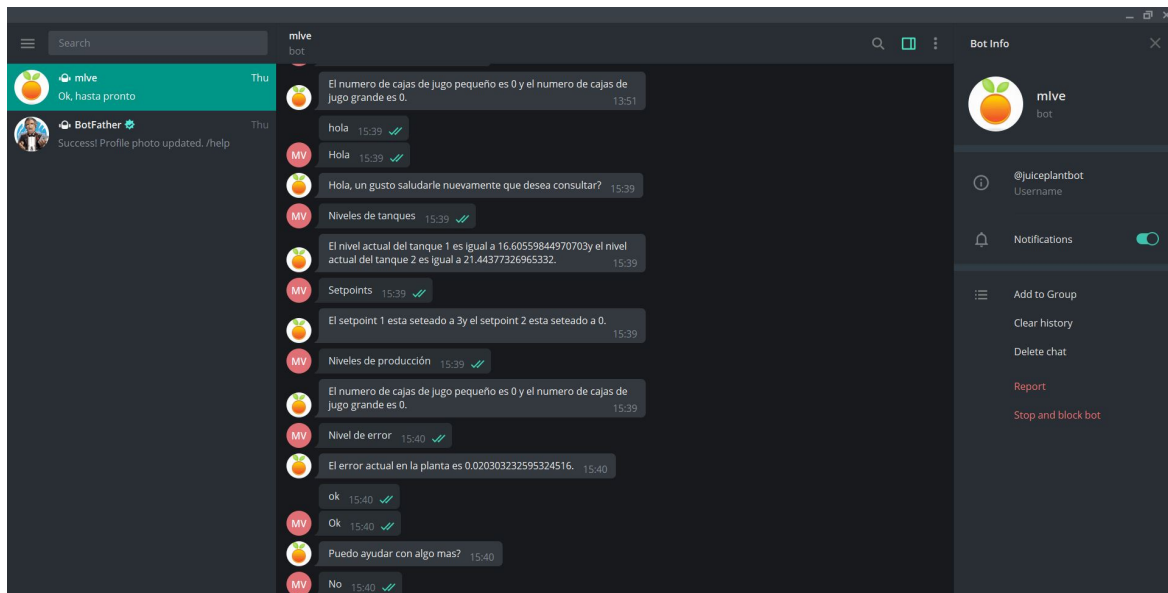 Search
mlve
Thu
Ok, hasta pronto
BotFather
Thu
Success! Profile photo updated. /help
mlve
bot
El numero de cajas de jugo pequeño es 0 y el numero de cajas de
jugo grande es 0.
13:51
hola 15:39
MV
Hola 15:39
Hola, un gusto saludarle nuevamente que desea consultar? 15:39
MV
Niveles de tanques 15:39
El nivel actual del tanque 1 es igual a 16.60559844970703y el nivel
actual del tanque 2 es igual a 21.44377326965332.
15:39
MV
Setpoints 15:39
El setpoint 1 esta seteado a 3y el setpoint 2 esta seteado a 0.
15:39
MV
Niveles de producción 15:39
El numero de cajas de jugo pequeño es 0 y el numero de cajas de
jugo grande es 0.
15:39
MV
Nivel de error 15:40
El error actual en la planta es 0.020303232595324516. 15:40
ok 15:40
MV
Ok 15:40
Puedo ayudar con algo mas? 15:40
MV
No 15:40
Bot Info
mlve
bot
@juiceplantbot
Username
Notifications
Add to Group
Clear history
Delete chat
Report
Stop and block bot